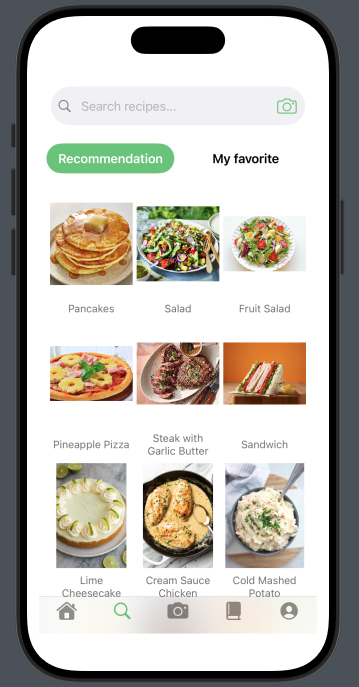 Search recipes...
Recommendation
My favorite
Pancakes
Salad
Fruit Salad
Pineapple Pizza
Steak with
Garlic Butter
Sandwich
Lime
Cheesecake
Cream Sauce
Chicken
Cold Mashed
Potato